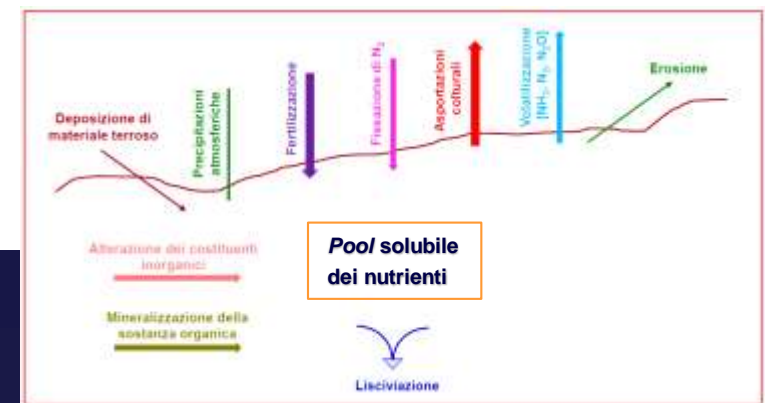 Deposizione di
materiale terroso
Precipitazioni
atmosferiche
Fertilizzazione
Fissazione di N2
Asportazioni
colturali
Volatilizzazione
[NH3, N2, N2O]
Erosione
Alterazione dei costituenti
inorganici
Pool solubile
dei nutrienti
Mineralizzazione della
sostanza organica
Lisciviazione